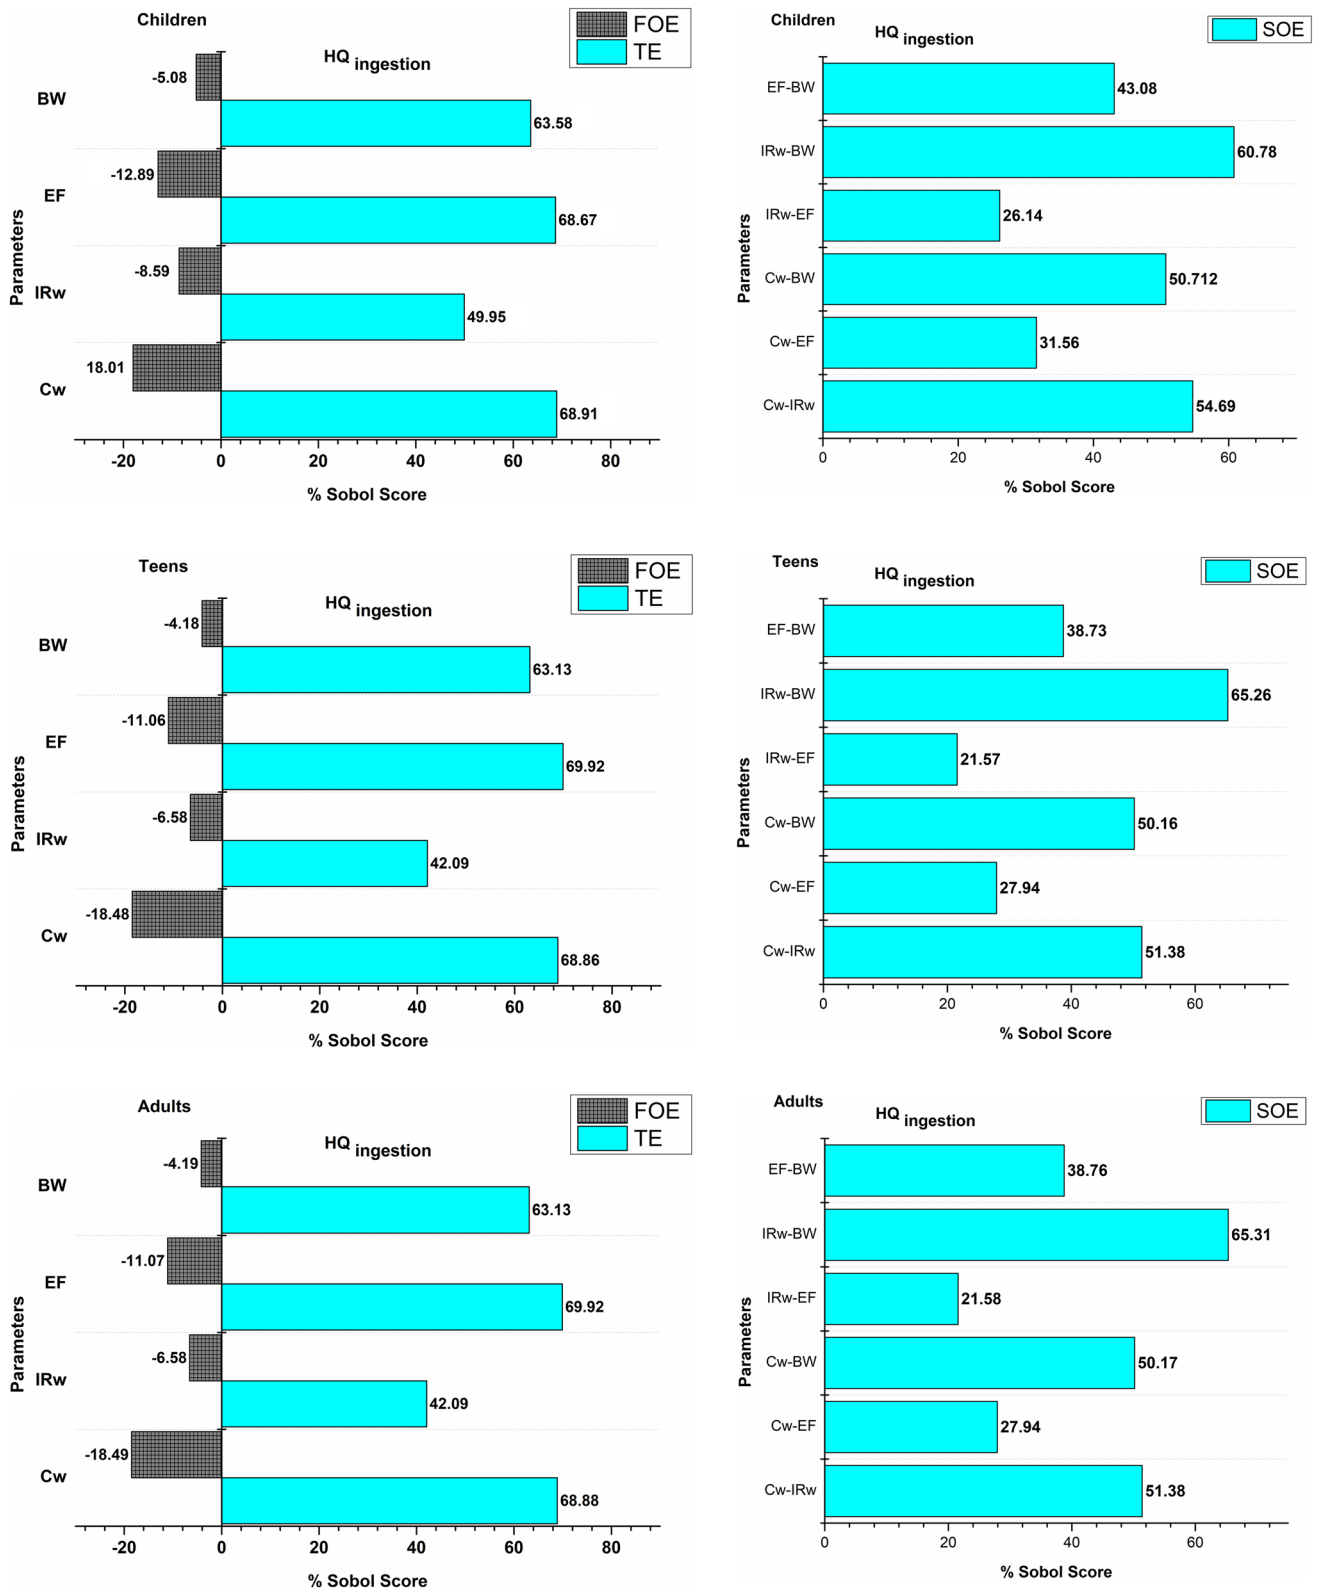 Children
FOE
TE
HQ ingestion
-5.08
BW
63.58
-12.89
EF
68.67
-8.59
IRw
49.95
18.01
Cw
68.91
Parameters
-20 0 20 40 60 80
% Sobol Score
Children
SOE
HQ ingestion
EF-BW 43.08
IRw-BW 60.78
IRw-EF 26.14
Cw-BW 50.712
Cw-EF 31.56
Cw-IRw 54.69
Parameters
0 20 40 60
% Sobol Score
Teens
FOE
TE
HQ ingestion
-4.18
BW
63.13
-11.06
EF
69.92
-6.58
IRw
42.09
-18.48
Cw
68.86
Parameters
-20 0 20 40 60 80
% Sobol Score
Teens
SOE
HQ ingestion
EF-BW 38.73
IRw-BW 65.26
IRw-EF 21.57
Cw-BW 50.16
Cw-EF 27.94
Cw-IRw 51.38
Parameters
0 20 40 60
% Sobol Score
Adults
FOE
TE
HQ ingestion
-4.19
BW
63.13
-11.07
EF
69.92
-6.58
IRw
42.09
-18.49
Cw
68.88
Parameters
-20 0 20 40 60 80
% Sobol Score
Adults
SOE
HQ ingestion
EF-BW 38.76
IRw-BW 65.31
IRw-EF 21.58
Cw-BW 50.17
Cw-EF 27.94
Cw-IRw 51.38
Parameters
0 20 40 60
% Sobol Score